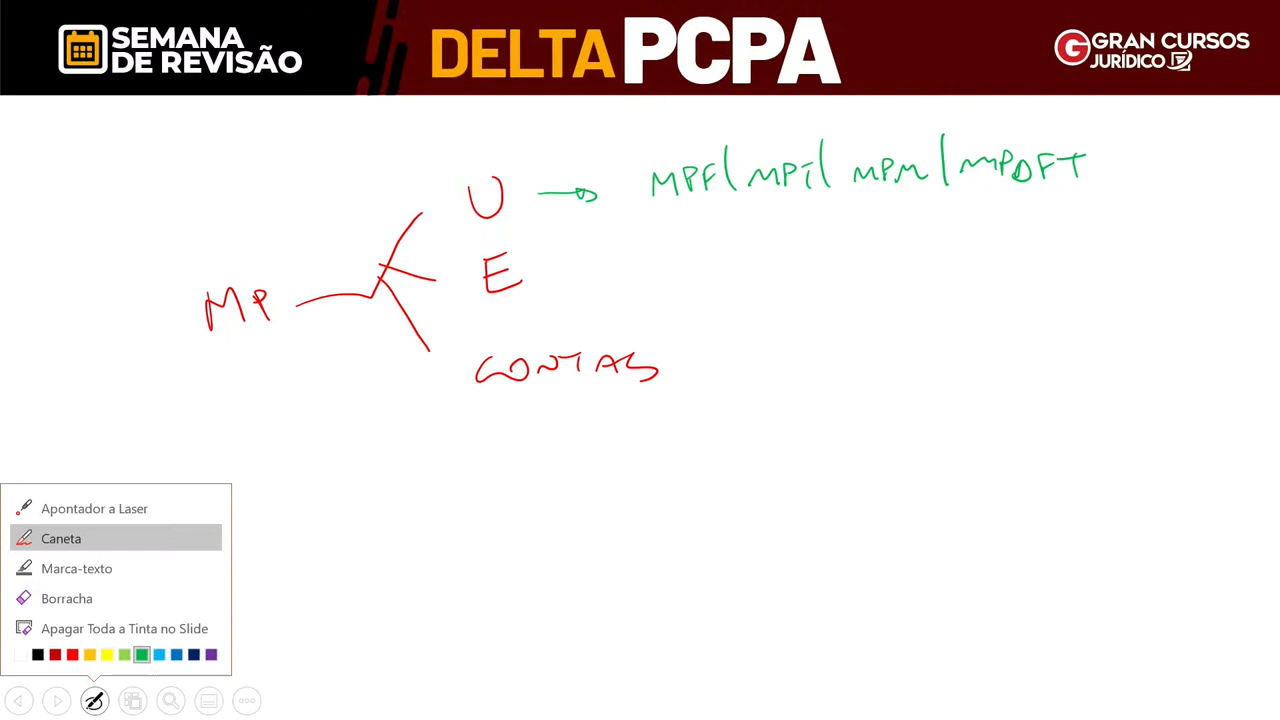 SEMANA
DE REVISÃO
DELTA PCPA
GRAN CURSOS
JURÍDICO
MPF/ MPT/ MPM/ MPDFT
U
E
MP
CONTAS
Apontador a Laser
Caneta
Marca-texto
Borracha
Apagar Toda a Tinta no Slide